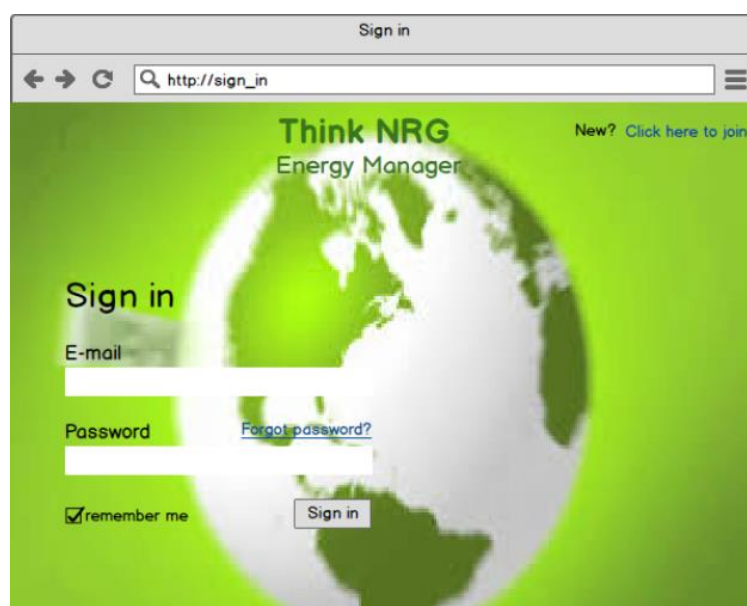 Sign in
http://sign_in
Think NRG
Energy Manager
New? Click here to join
Sign in
E-mail
Password
Forgot password?
remember me
Sign in